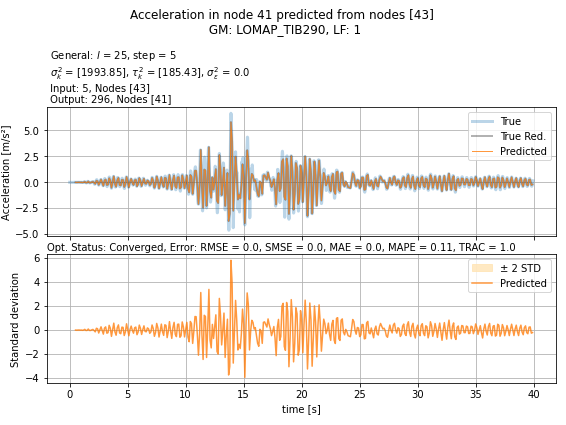 Acceleration in node 41 predicted from nodes [43]
GM: LOMAP_TIB290, LF: 1
General: l = 25, step = 5
σ²ₖ = [1993.85], τ²ₖ = [185.43], σ²ε = 0.0
Input: 5, Nodes [43]
Output: 296, Nodes [41]
Acceleration [m/s²]
5.0
2.5
0.0
−2.5
−5.0
True
True Red.
Predicted
Opt. Status: Converged, Error: RMSE = 0.0, SMSE = 0.0, MAE = 0.0, MAPE = 0.11, TRAC = 1.0
Standard deviation
6
4
2
0
−2
−4
± 2 STD
Predicted
0 5 10 15 20 25 30 35 40
time [s]